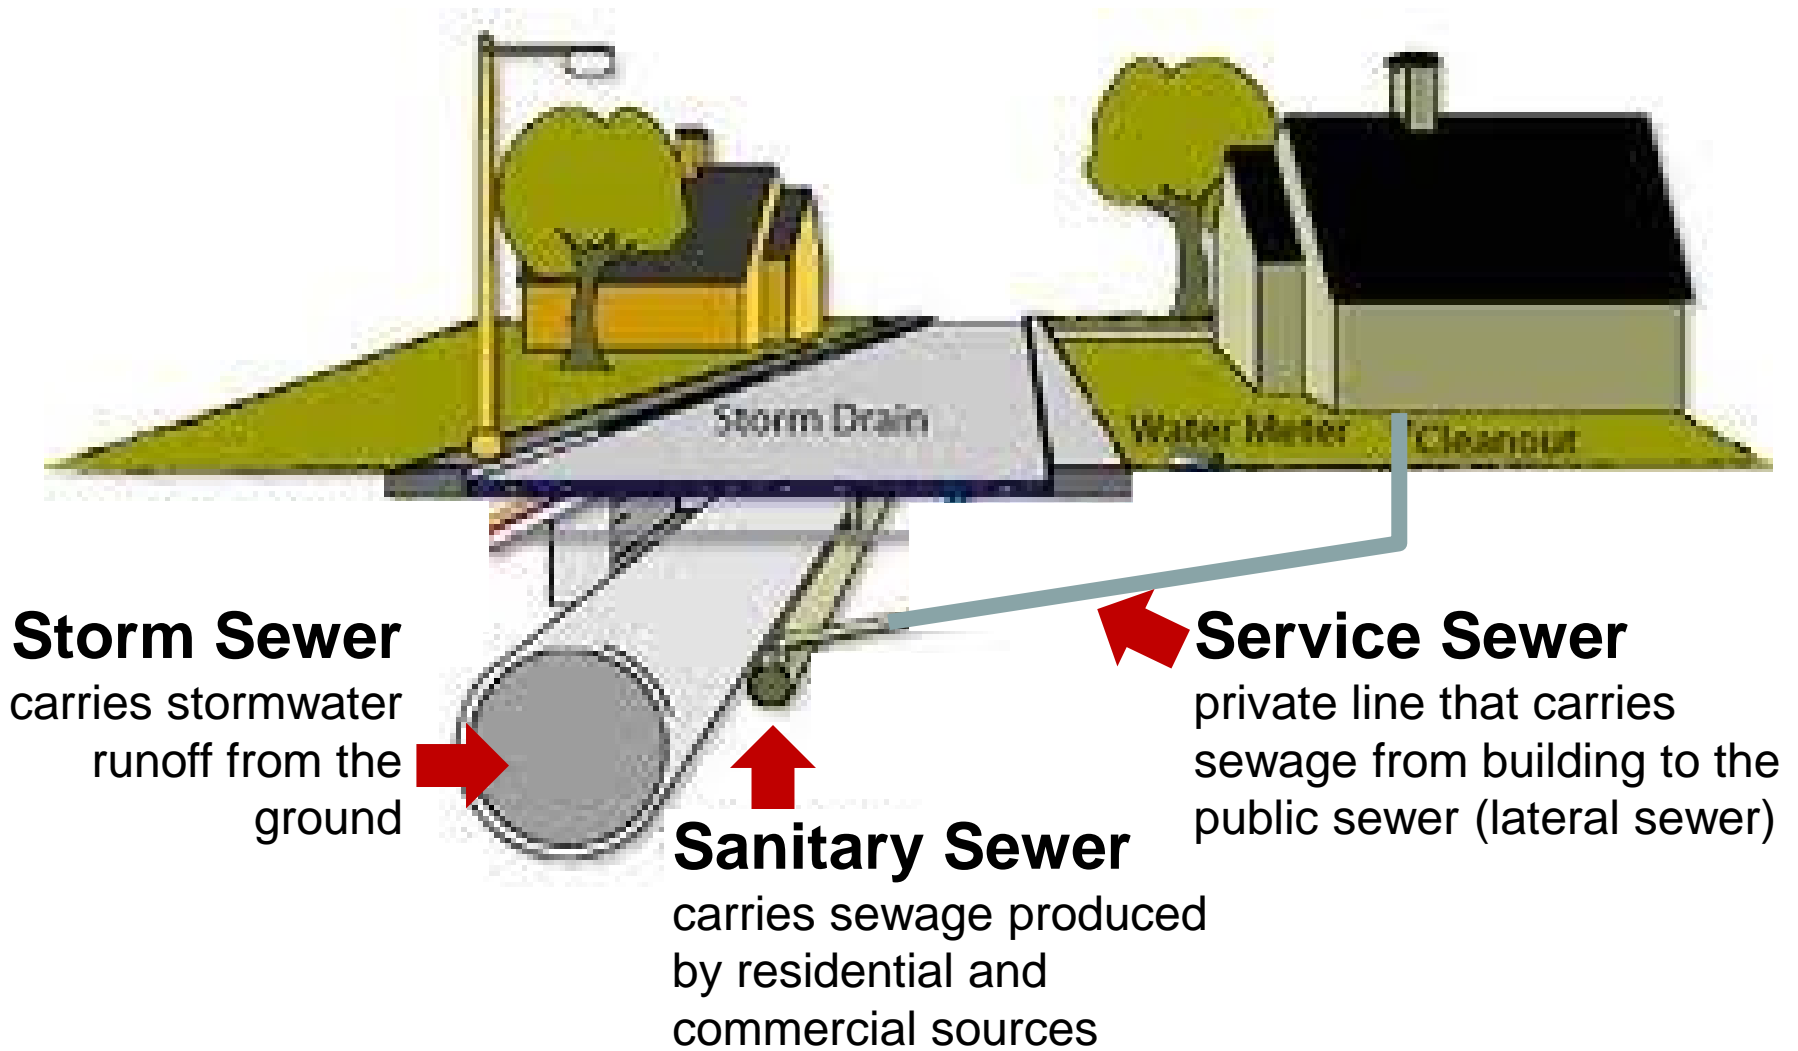 Storm Drain
Water Meter
Cleanout
Storm Sewer
carries stormwater
runoff from the
ground
Service Sewer
private line that carries
sewage from building to the
public sewer (lateral sewer)
Sanitary Sewer
carries sewage produced
by residential and
commercial sources